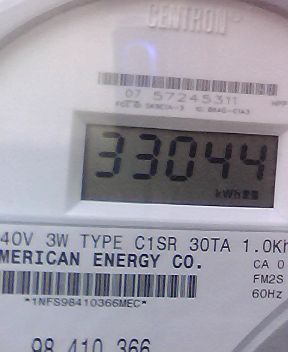 CENTRON
07 57245311
33044
kWh
40V 3W TYPE C1SR 30TA 1.0Kh
MERICAN ENERGY CO.
CA 0
FM2S
*1NFS98410366MEC*
60Hz
98 410 366